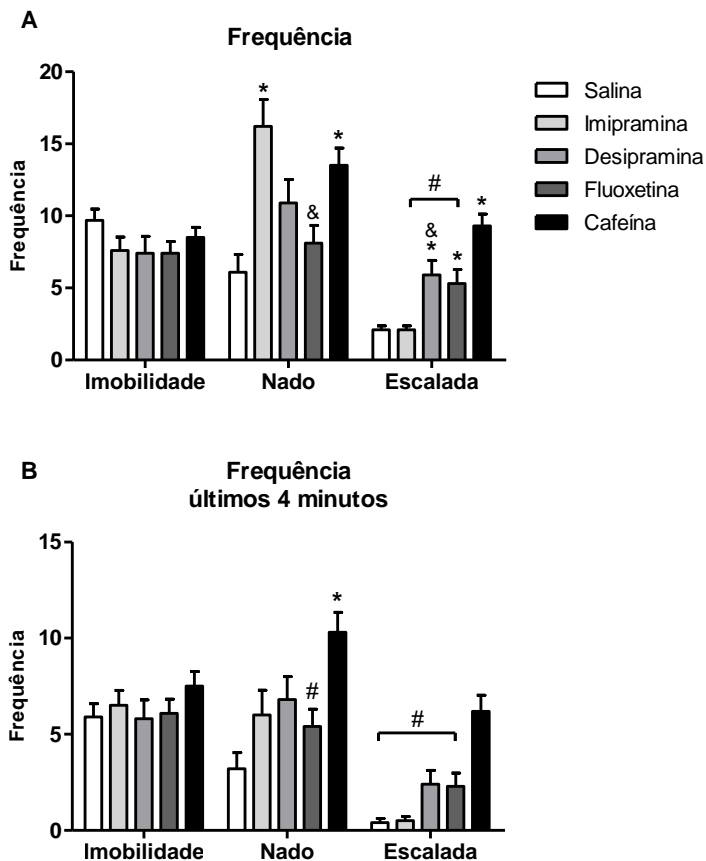 A
Frequência
Frequência
20
15
10
5
0
*
&
*
#
&
*
*
*
Imobilidade Nado Escalada
Salina
Imipramina
Desipramina
Fluoxetina
Cafeína
B
Frequência
últimos 4 minutos
Frequência
15
10
5
0
*
#
#
Imobilidade Nado Escalada